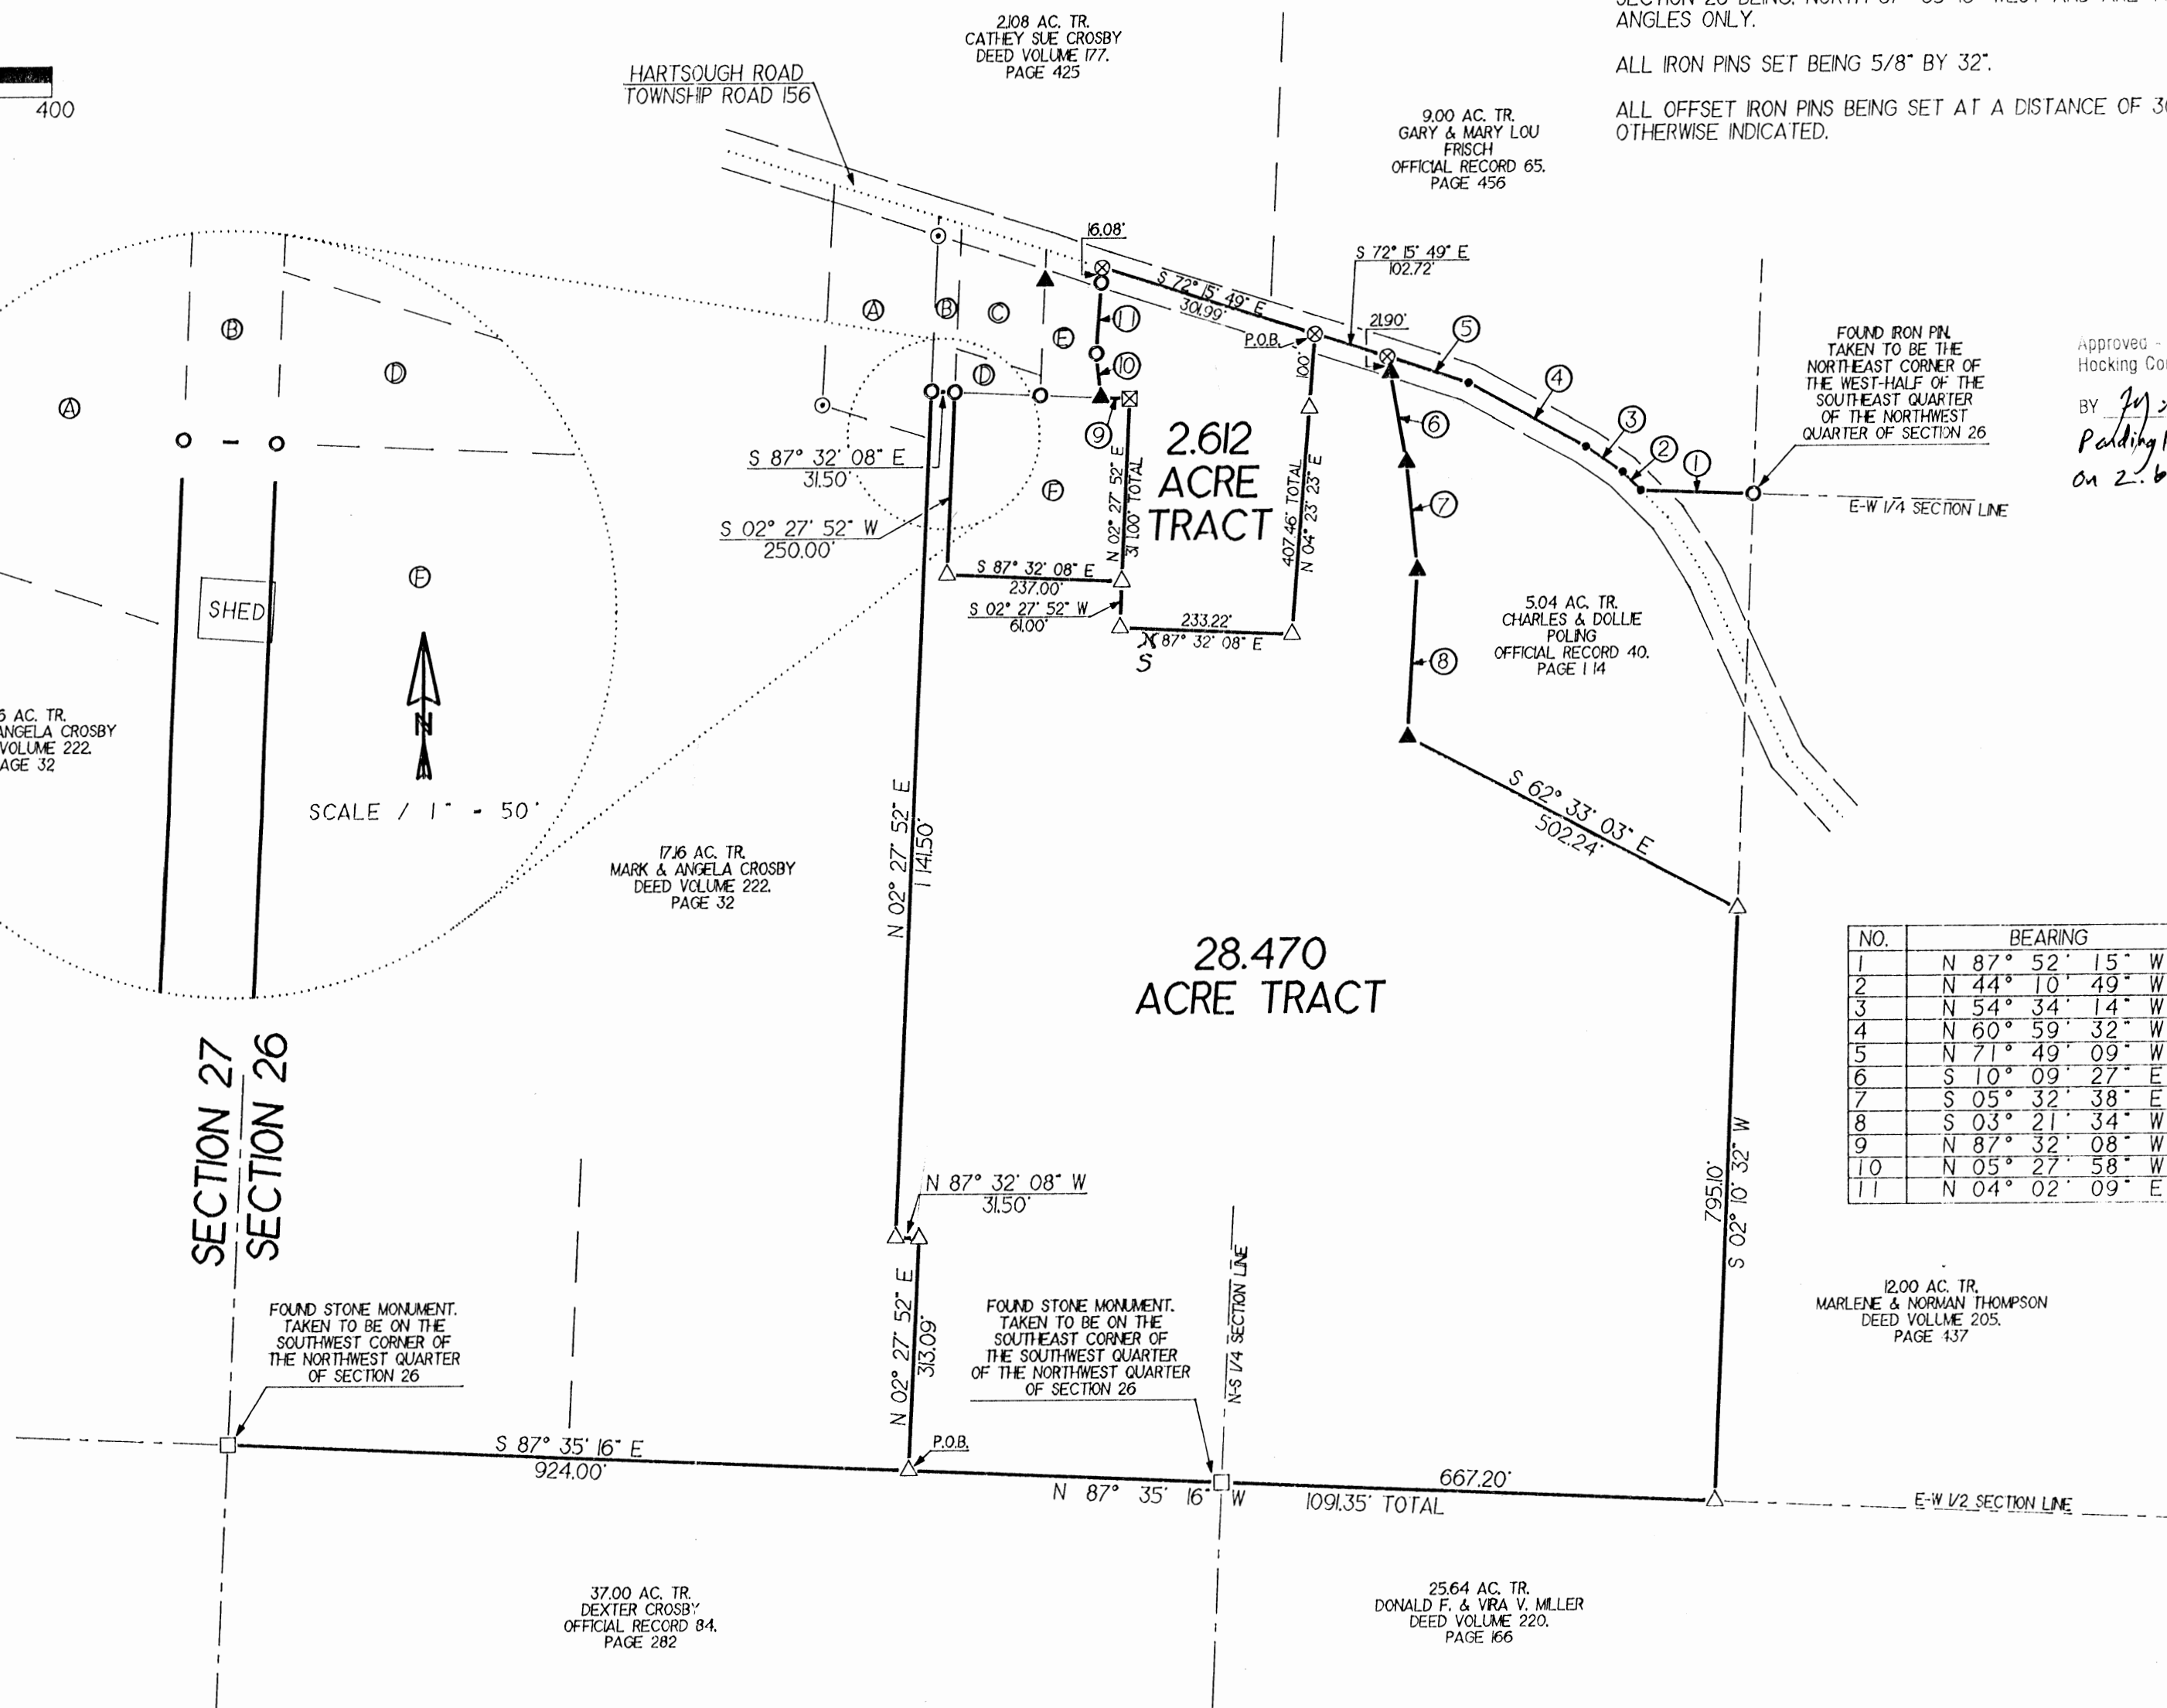 400
2.108 AC. TR.
CATHEY SUE CROSBY
DEED VOLUME 177.
PAGE 425
HARTSOUGH ROAD
TOWNSHIP ROAD 156
ANGLES ONLY.
ALL IRON PINS SET BEING 5/8" BY 32".
ALL OFFSET IRON PINS BEING SET AT A DISTANCE OF
OTHERWISE INDICATED.
9.00 AC. TR.
GARY & MARY LOU
FRISCH
OFFICIAL RECORD 65.
PAGE 456
16.08'
S 72° 15' 49" E
301.99'
S 72° 15' 49" E
102.72'
21.90'
P.O.B.
100'
5
4
3
2
1
6
7
8
11
10
9
A
B
C
D
E
F
FOUND IRON PIN.
TAKEN TO BE THE
NORTHEAST CORNER OF
THE WEST-HALF OF THE
SOUTHEAST QUARTER
OF THE NORTHWEST
QUARTER OF SECTION 26
Approved -
Hocking
BY
Pending
on 2.6
E-W 1/4 SECTION LINE
A
B
D
F
SHED
N
SCALE / 1" - 50'
AC. TR.
ANGELA CROSBY
VOLUME 222.
PAGE 32
S 87° 32' 08" E
31.50'
S 02° 27' 52" W
250.00'
S 87° 32' 08" E
237.00'
S 02° 27' 52" W
61.00'
N 02° 27' 52" E
311.00' TOTAL
2.612
ACRE
TRACT
407.46' TOTAL
N 04° 23' 23" E
233.22'
N 87° 32' 08" E
S
5.04 AC. TR.
CHARLES & DOLLIE
POLING
OFFICIAL RECORD 40.
PAGE 114
S 62° 33' 03" E
502.24'
17.16 AC. TR.
MARK & ANGELA CROSBY
DEED VOLUME 222.
PAGE 32
N 02° 27' 52" E
1141.50'
28.470
ACRE TRACT
NO. BEARING
1 N 87° 52' 15" W
2 N 44° 10' 49" W
3 N 54° 34' 14" W
4 N 60° 59' 32" W
5 N 71° 49' 09" W
6 S 10° 09' 27" E
7 S 05° 32' 38" E
8 S 03° 21' 34" W
9 N 87° 32' 08" W
10 N 05° 27' 58" W
11 N 04° 02' 09" E
SECTION 27
SECTION 26
N 87° 32' 08" W
31.50'
N 02° 27' 52" E
313.09'
795.10'
S 02° 10' 32" W
N-S 1/4 SECTION LINE
FOUND STONE MONUMENT.
TAKEN TO BE ON THE
SOUTHWEST CORNER OF
THE NORTHWEST QUARTER
OF SECTION 26
FOUND STONE MONUMENT.
TAKEN TO BE ON THE
SOUTHEAST CORNER OF
THE SOUTHWEST QUARTER
OF THE NORTHWEST QUARTER
OF SECTION 26
12.00 AC. TR.
MARLENE & NORMAN THOMPSON
DEED VOLUME 205.
PAGE 437
S 87° 35' 16" E
924.00'
P.O.B.
N 87° 35' 16" W
1091.35' TOTAL
667.20'
E-W 1/2 SECTION LINE
37.00 AC. TR.
DEXTER CROSBY
OFFICIAL RECORD 84.
PAGE 282
25.64 AC. TR.
DONALD F. & VIRA V. MILLER
DEED VOLUME 220.
PAGE 166